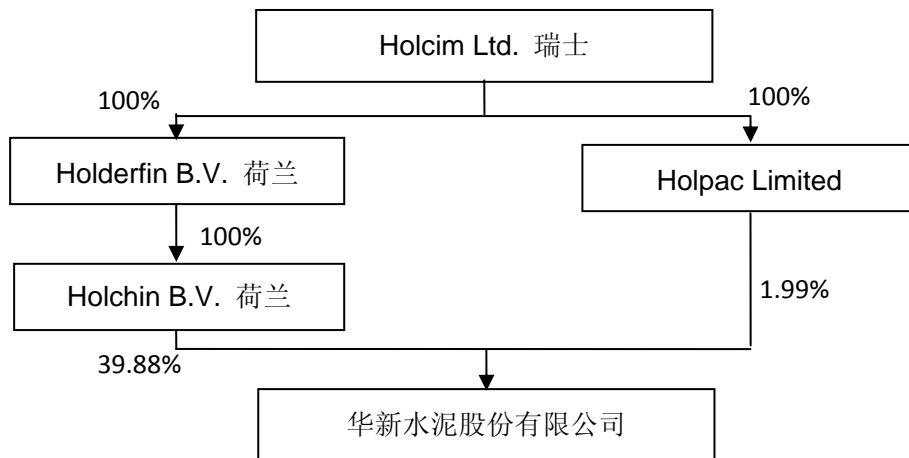 Holcim Ltd. 瑞士
100%
100%
Holderfin B.V. 荷兰
Holpac Limited
100%
Holchin B.V. 荷兰
1.99%
39.88%
华新水泥股份有限公司